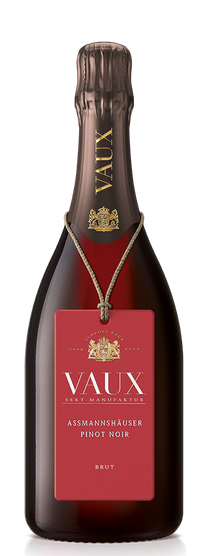 VAUX
VAUX
SEKT-MANUFAKTUR
ASSMANNSHÄUSER
PINOT NOIR
BRUT